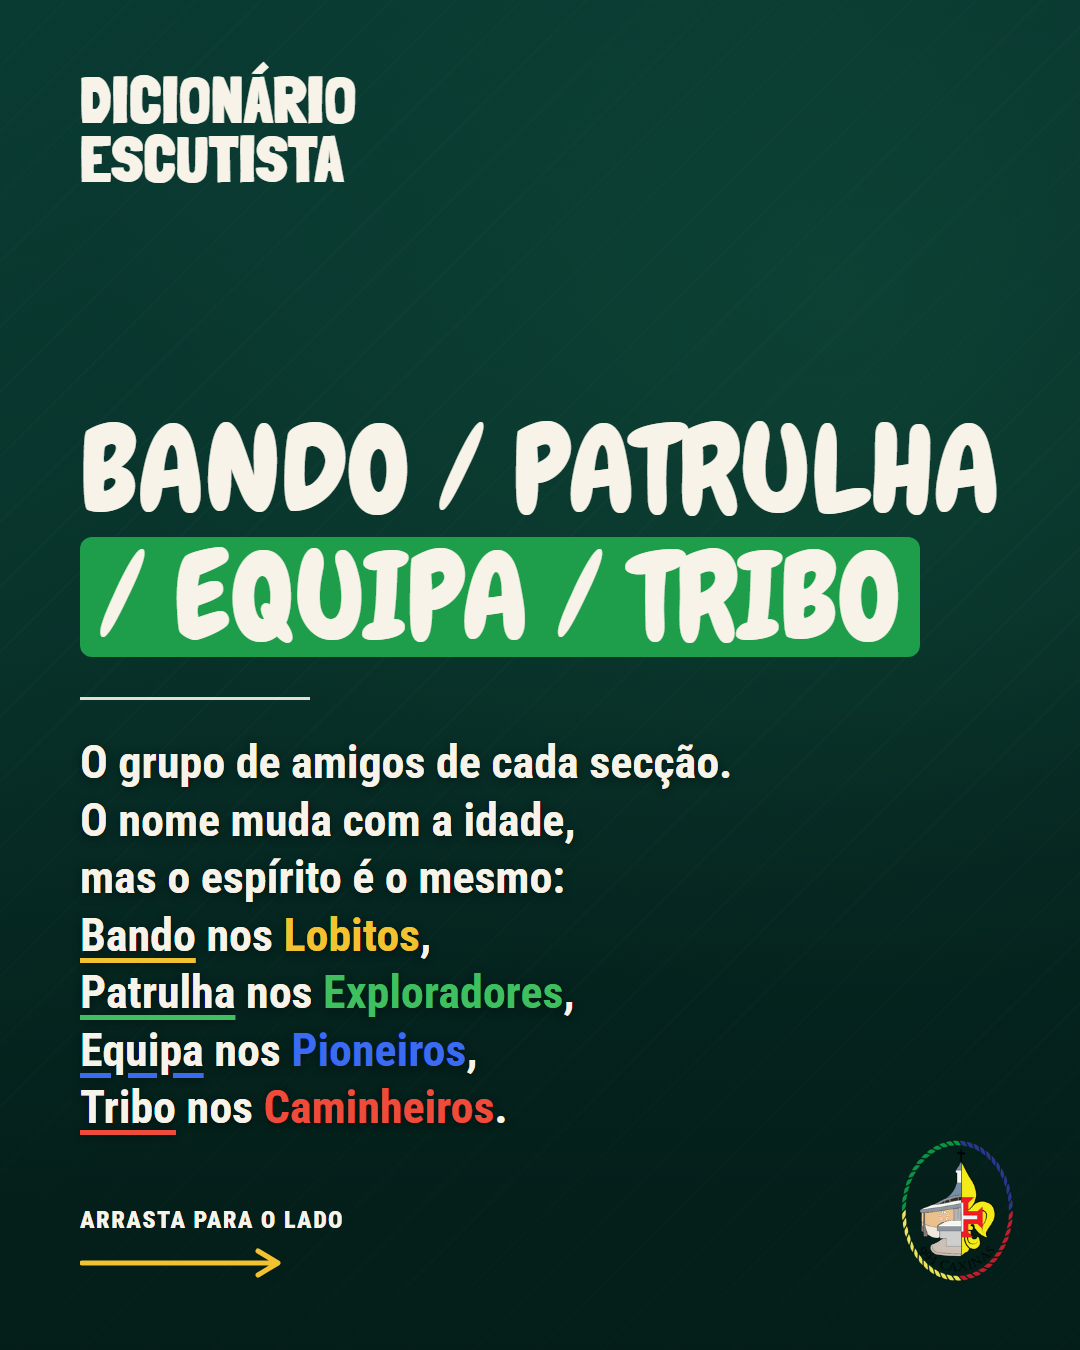 DICIONÁRIO
ESCUTISTA
BANDO / PATRULHA
/ EQUIPA / TRIBO
O grupo de amigos de cada secção.
O nome muda com a idade,
mas o espírito é o mesmo:
Bando nos Lobitos,
Patrulha nos Exploradores,
Equipa nos Pioneiros,
Tribo nos Caminheiros.
ARRASTA PARA O LADO
CAXINAS